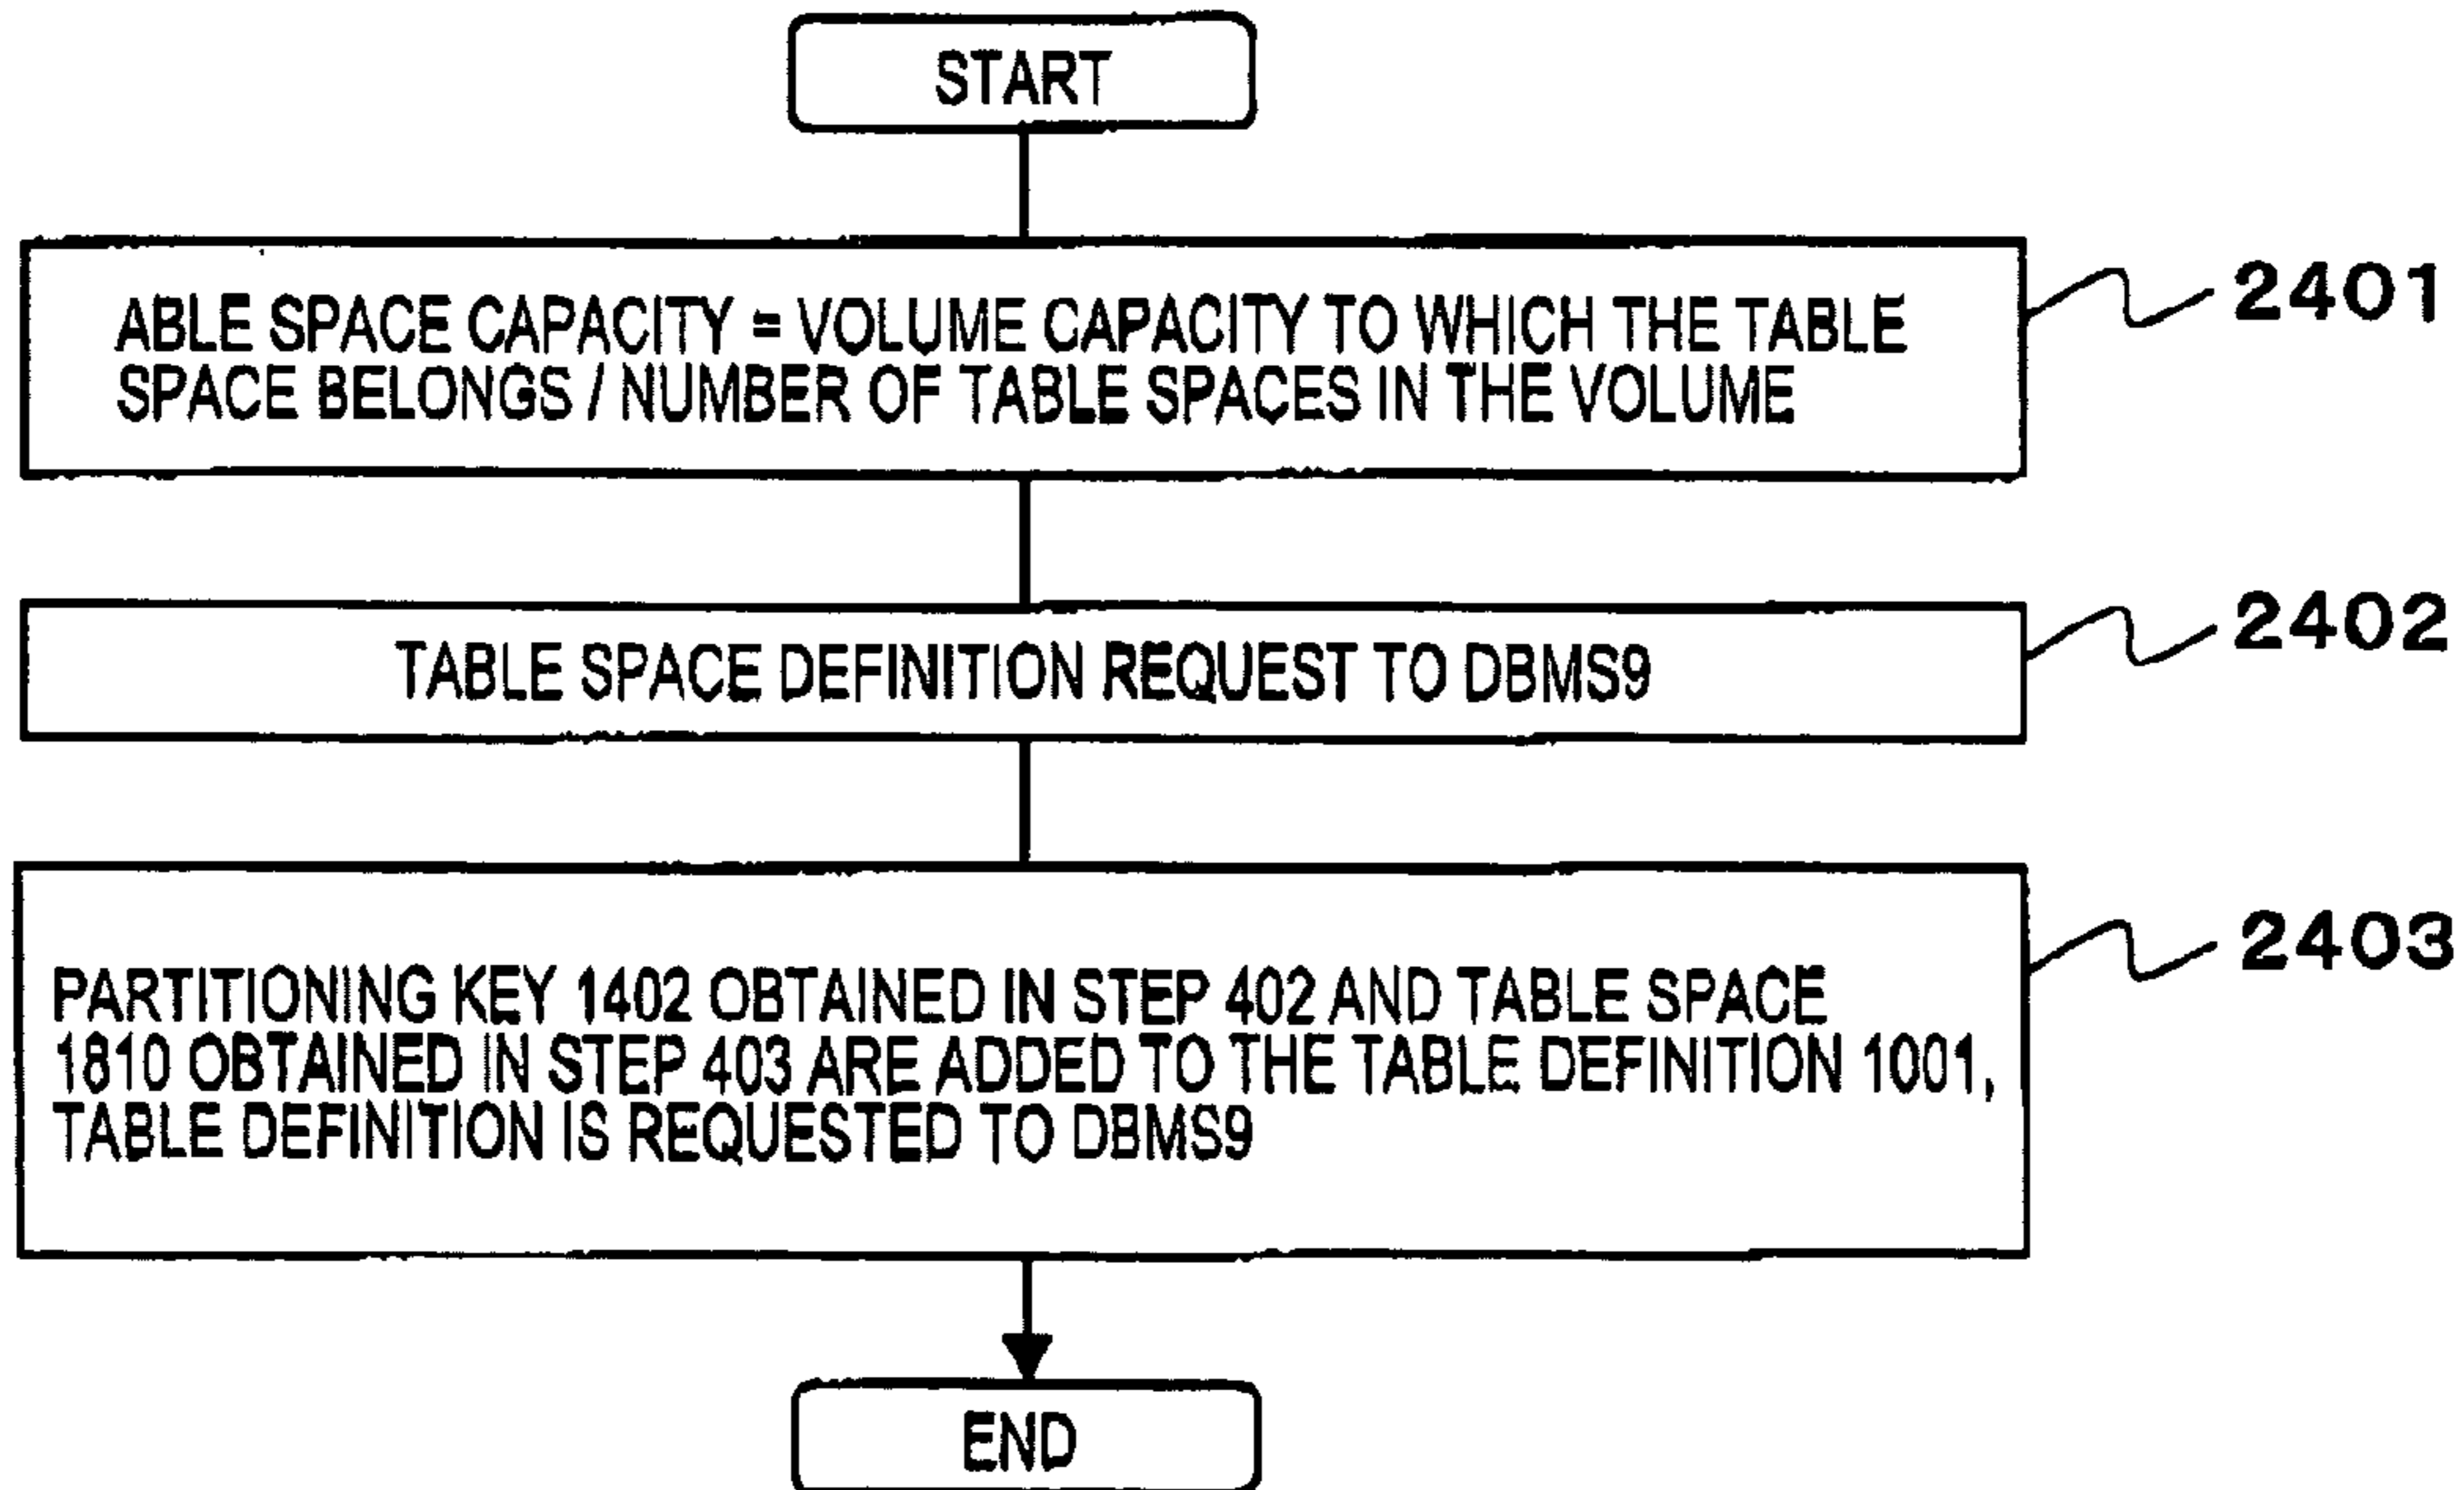 START
ABLE SPACE CAPACITY = VOLUME CAPACITY TO WHICH THE TABLE
SPACE BELONGS / NUMBER OF TABLE SPACES IN THE VOLUME
2401
TABLE SPACE DEFINITION REQUEST TO DBMS9
2402
PARTITIONING KEY 1402 OBTAINED IN STEP 402 AND TABLE SPACE
1810 OBTAINED IN STEP 403 ARE ADDED TO THE TABLE DEFINITION 1001,
TABLE DEFINITION IS REQUESTED TO DBMS9
2403
END